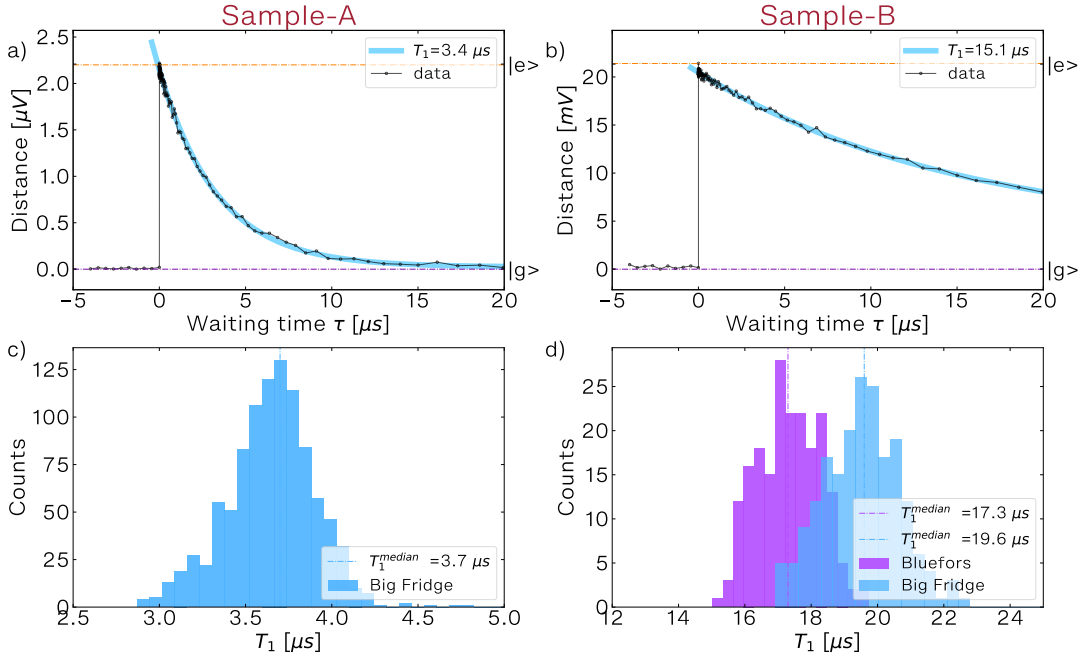 Sample-A
Sample-B
a)
2.5
2.0
1.5
1.0
0.5
0.0
Distance [μV]
T₁=3.4 μs
data
|e>
|g>
−5 0 5 10 15 20
Waiting time τ [μs]
b)
20
15
10
5
0
Distance [mV]
T₁=15.1 μs
data
|e>
|g>
−5 0 5 10 15 20
Waiting time τ [μs]
c)
125
100
75
50
25
0
Counts
T₁ᵐᵉᵈⁱᵃⁿ =3.7 μs
Big Fridge
2.5 3.0 3.5 4.0 4.5 5.0
T₁ [μs]
d)
25
20
15
10
5
0
Counts
T₁ᵐᵉᵈⁱᵃⁿ =17.3 μs
T₁ᵐᵉᵈⁱᵃⁿ =19.6 μs
Bluefors
Big Fridge
12 14 16 18 20 22 24
T₁ [μs]